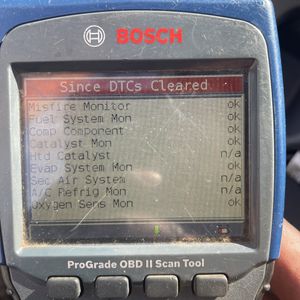 BOSCH
Since DTCs Cleared
Misfire Monitor ok
Fuel System Mon ok
Comp Component ok
Catalyst Mon ok
Htd Catalyst n/a
Evap System Mon ok
Sec Air System n/a
A/C Refrig Mon n/a
Oxygen Sens Mon ok
ProGrade OBD II Scan Tool